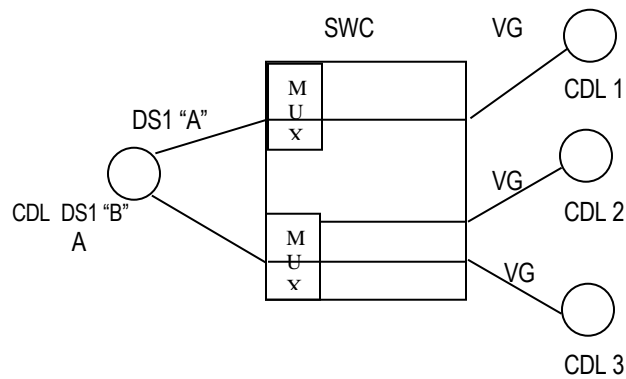 SWC VG
CDL 1
M
U
X
DS1 “A”
VG
CDL DS1 “B”
A
CDL 2
M
U
X
VG
CDL 3